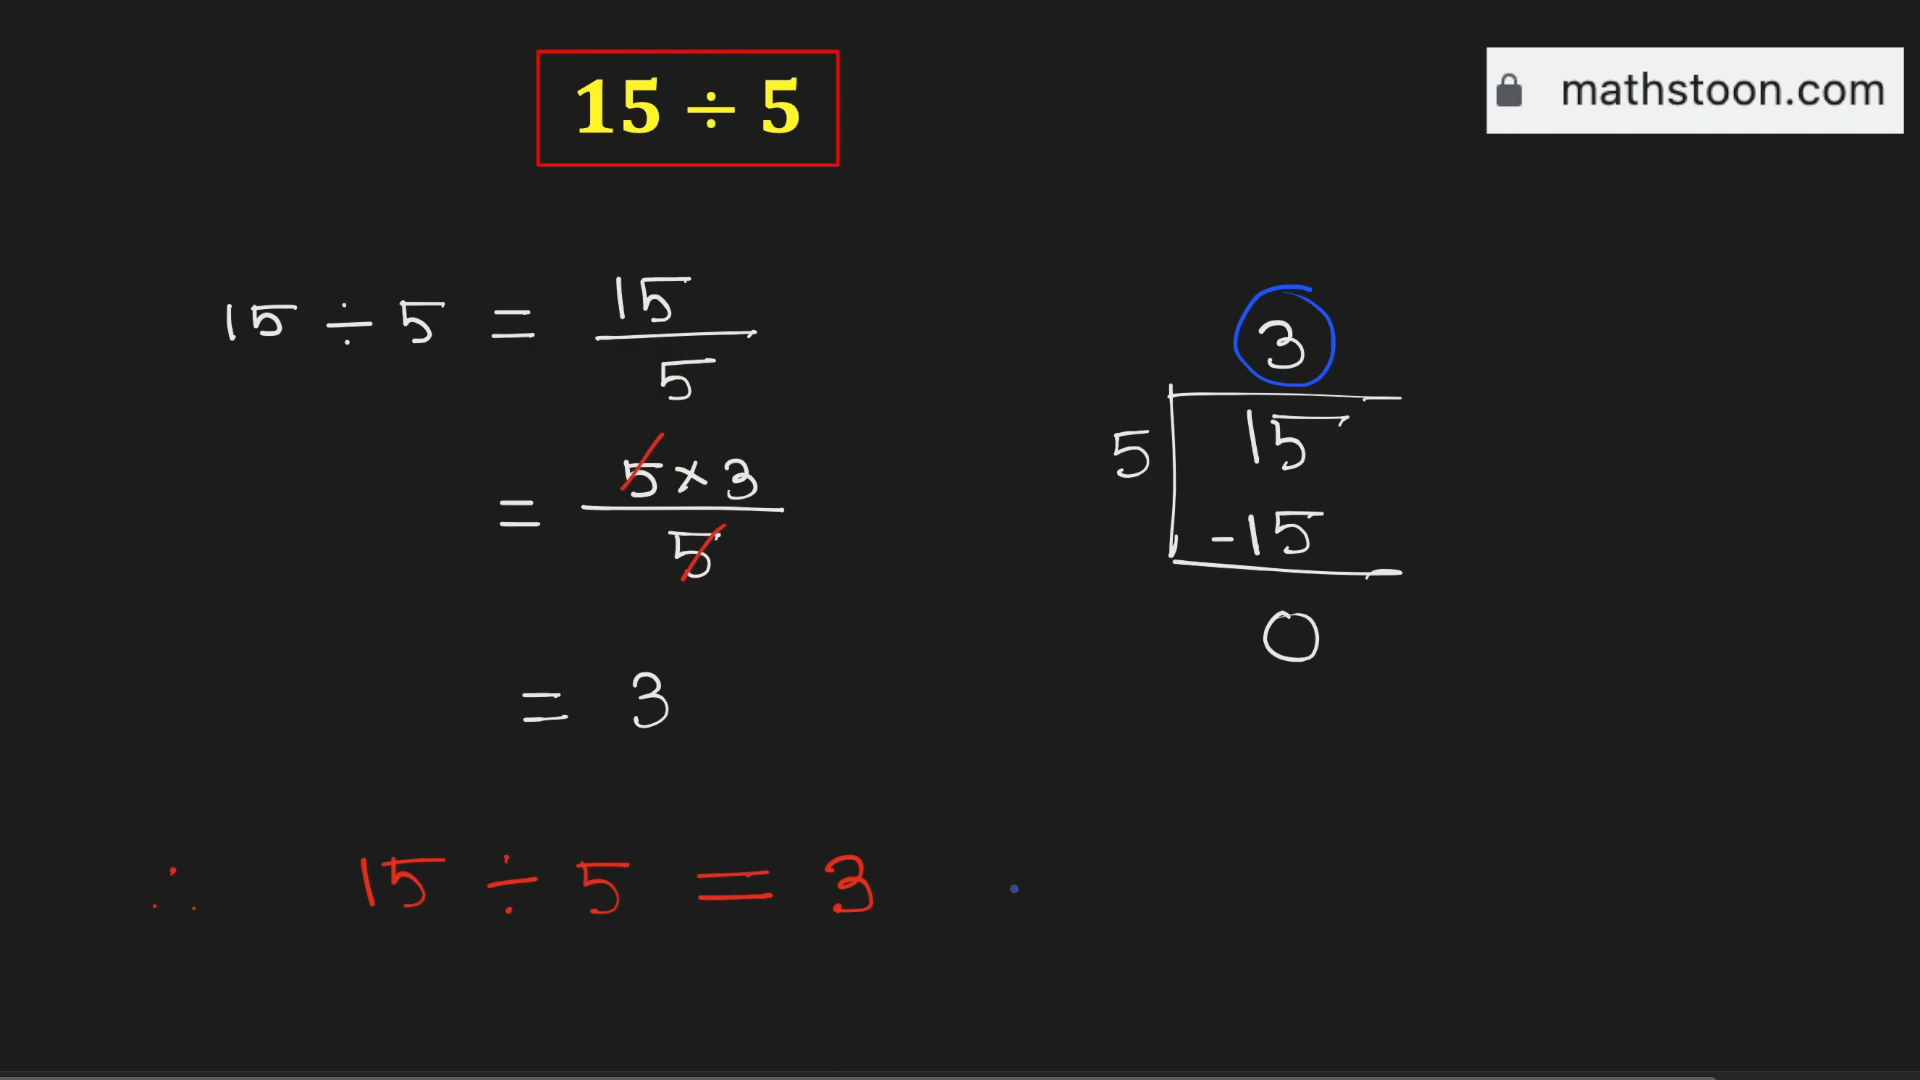 15 ÷ 5
mathstoon.com
15 ÷ 5 = 15
5
= 5 × 3
5
= 3
∴ 15 ÷ 5 = 3
3
5 15
-15
0